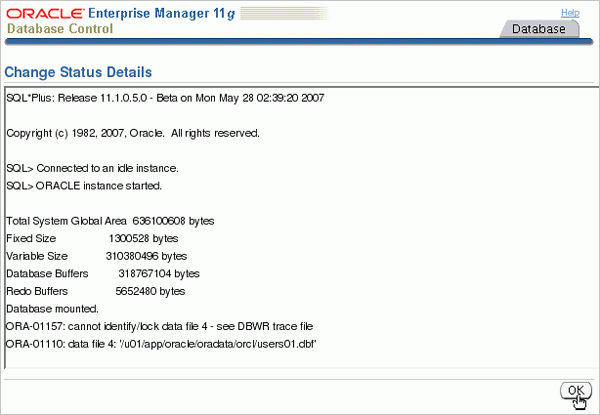 ORACLE Enterprise Manager 11g
Database Control
Help
Database
Change Status Details
SQL*Plus: Release 11.1.0.5.0 - Beta on Mon May 28 02:39:20 2007
Copyright (c) 1982, 2007, Oracle. All rights reserved.
SQL> Connected to an idle instance.
SQL> ORACLE instance started.
Total System Global Area 636100608 bytes
Fixed Size 1300528 bytes
Variable Size 310380496 bytes
Database Buffers 318767104 bytes
Redo Buffers 5652480 bytes
Database mounted.
ORA-01157: cannot identify/lock data file 4 - see DBWR trace file
ORA-01110: data file 4: '/u01/app/oracle/oradata/orcl/users01.dbf'
OK